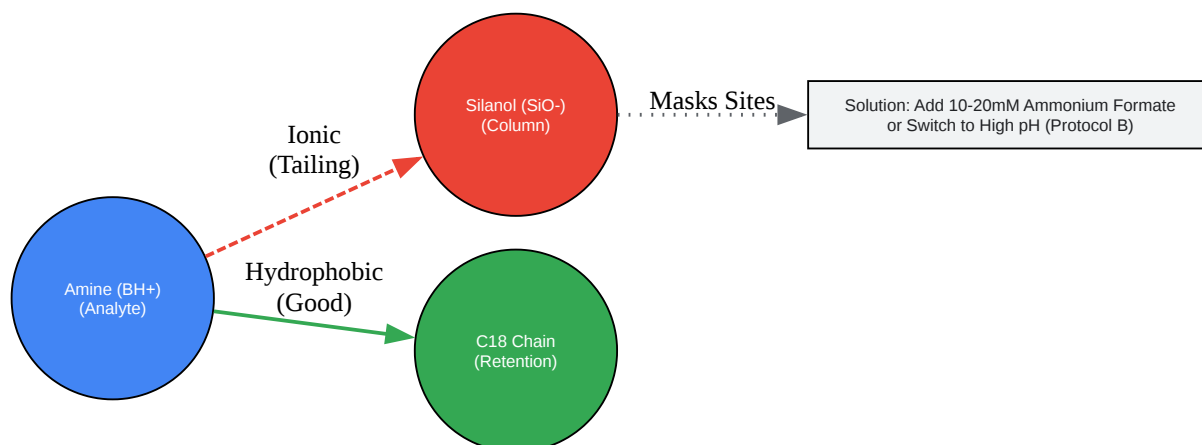 Silanol (SiO-)
(Column)
Masks Sites
Solution: Add 10-20mM Ammonium Formate
or Switch to High pH (Protocol B)
Ionic
(Tailing)
Amine (BH+)
(Analyte)
Hydrophobic
(Good)
C18 Chain
(Retention)